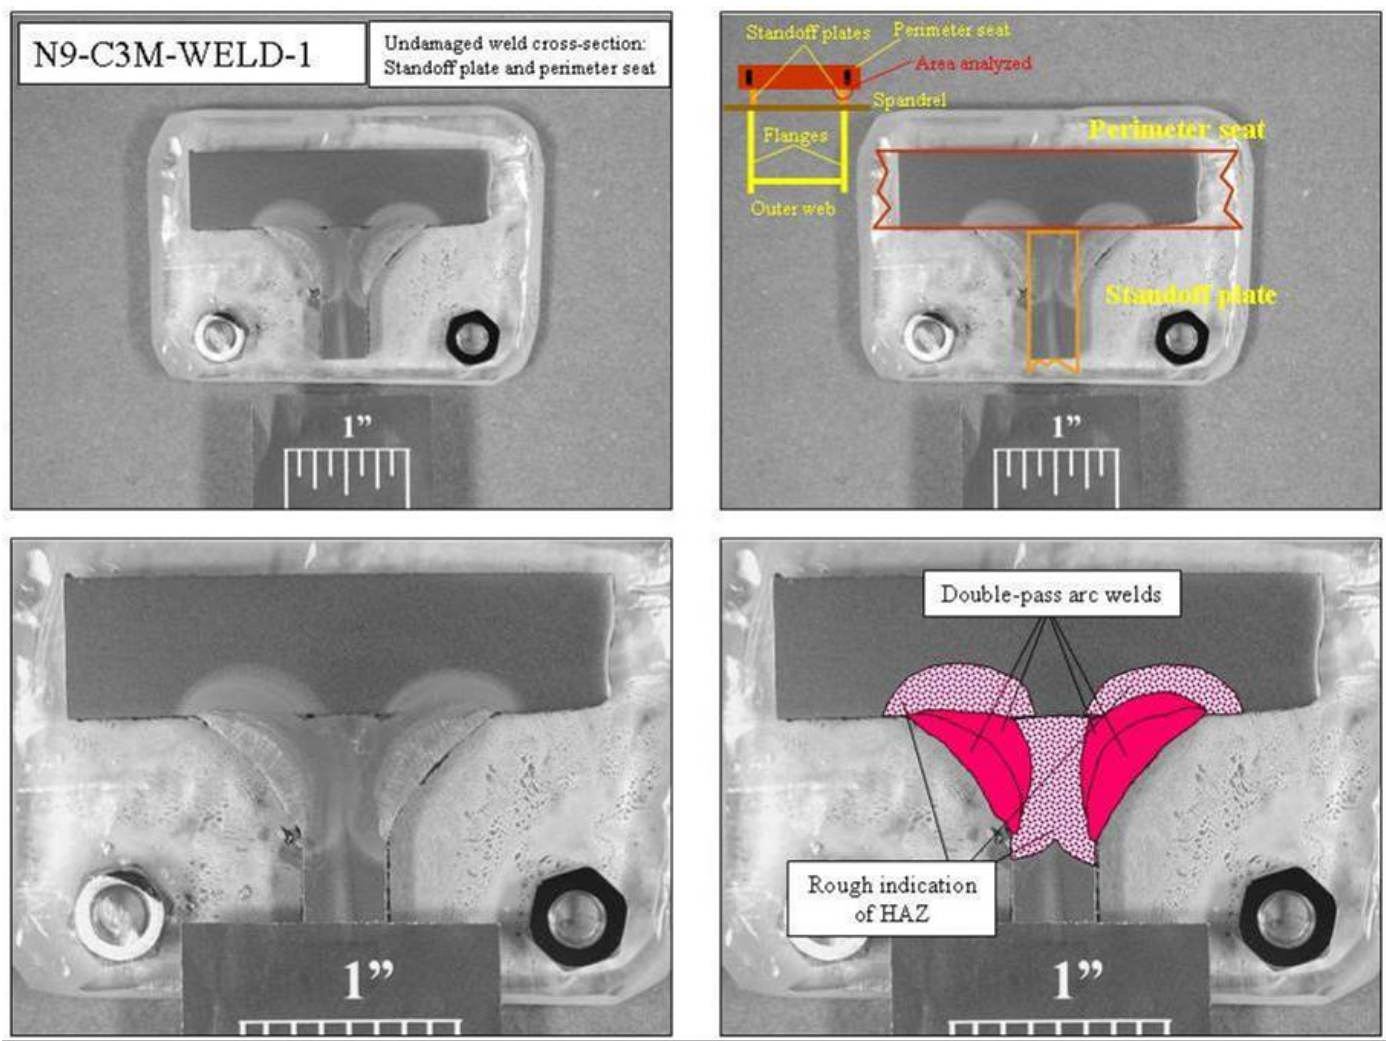 N9-C3M-WELD-1
Undamaged weld cross-section:
Standoff plate and perimeter seat
1”
Standoff plates
Perimeter seat
Area analyzed
Spandrel
Flanges
Outer web
Perimeter seat
Standoff plate
1”
1”
Double-pass arc welds
Rough indication
of HAZ
1”